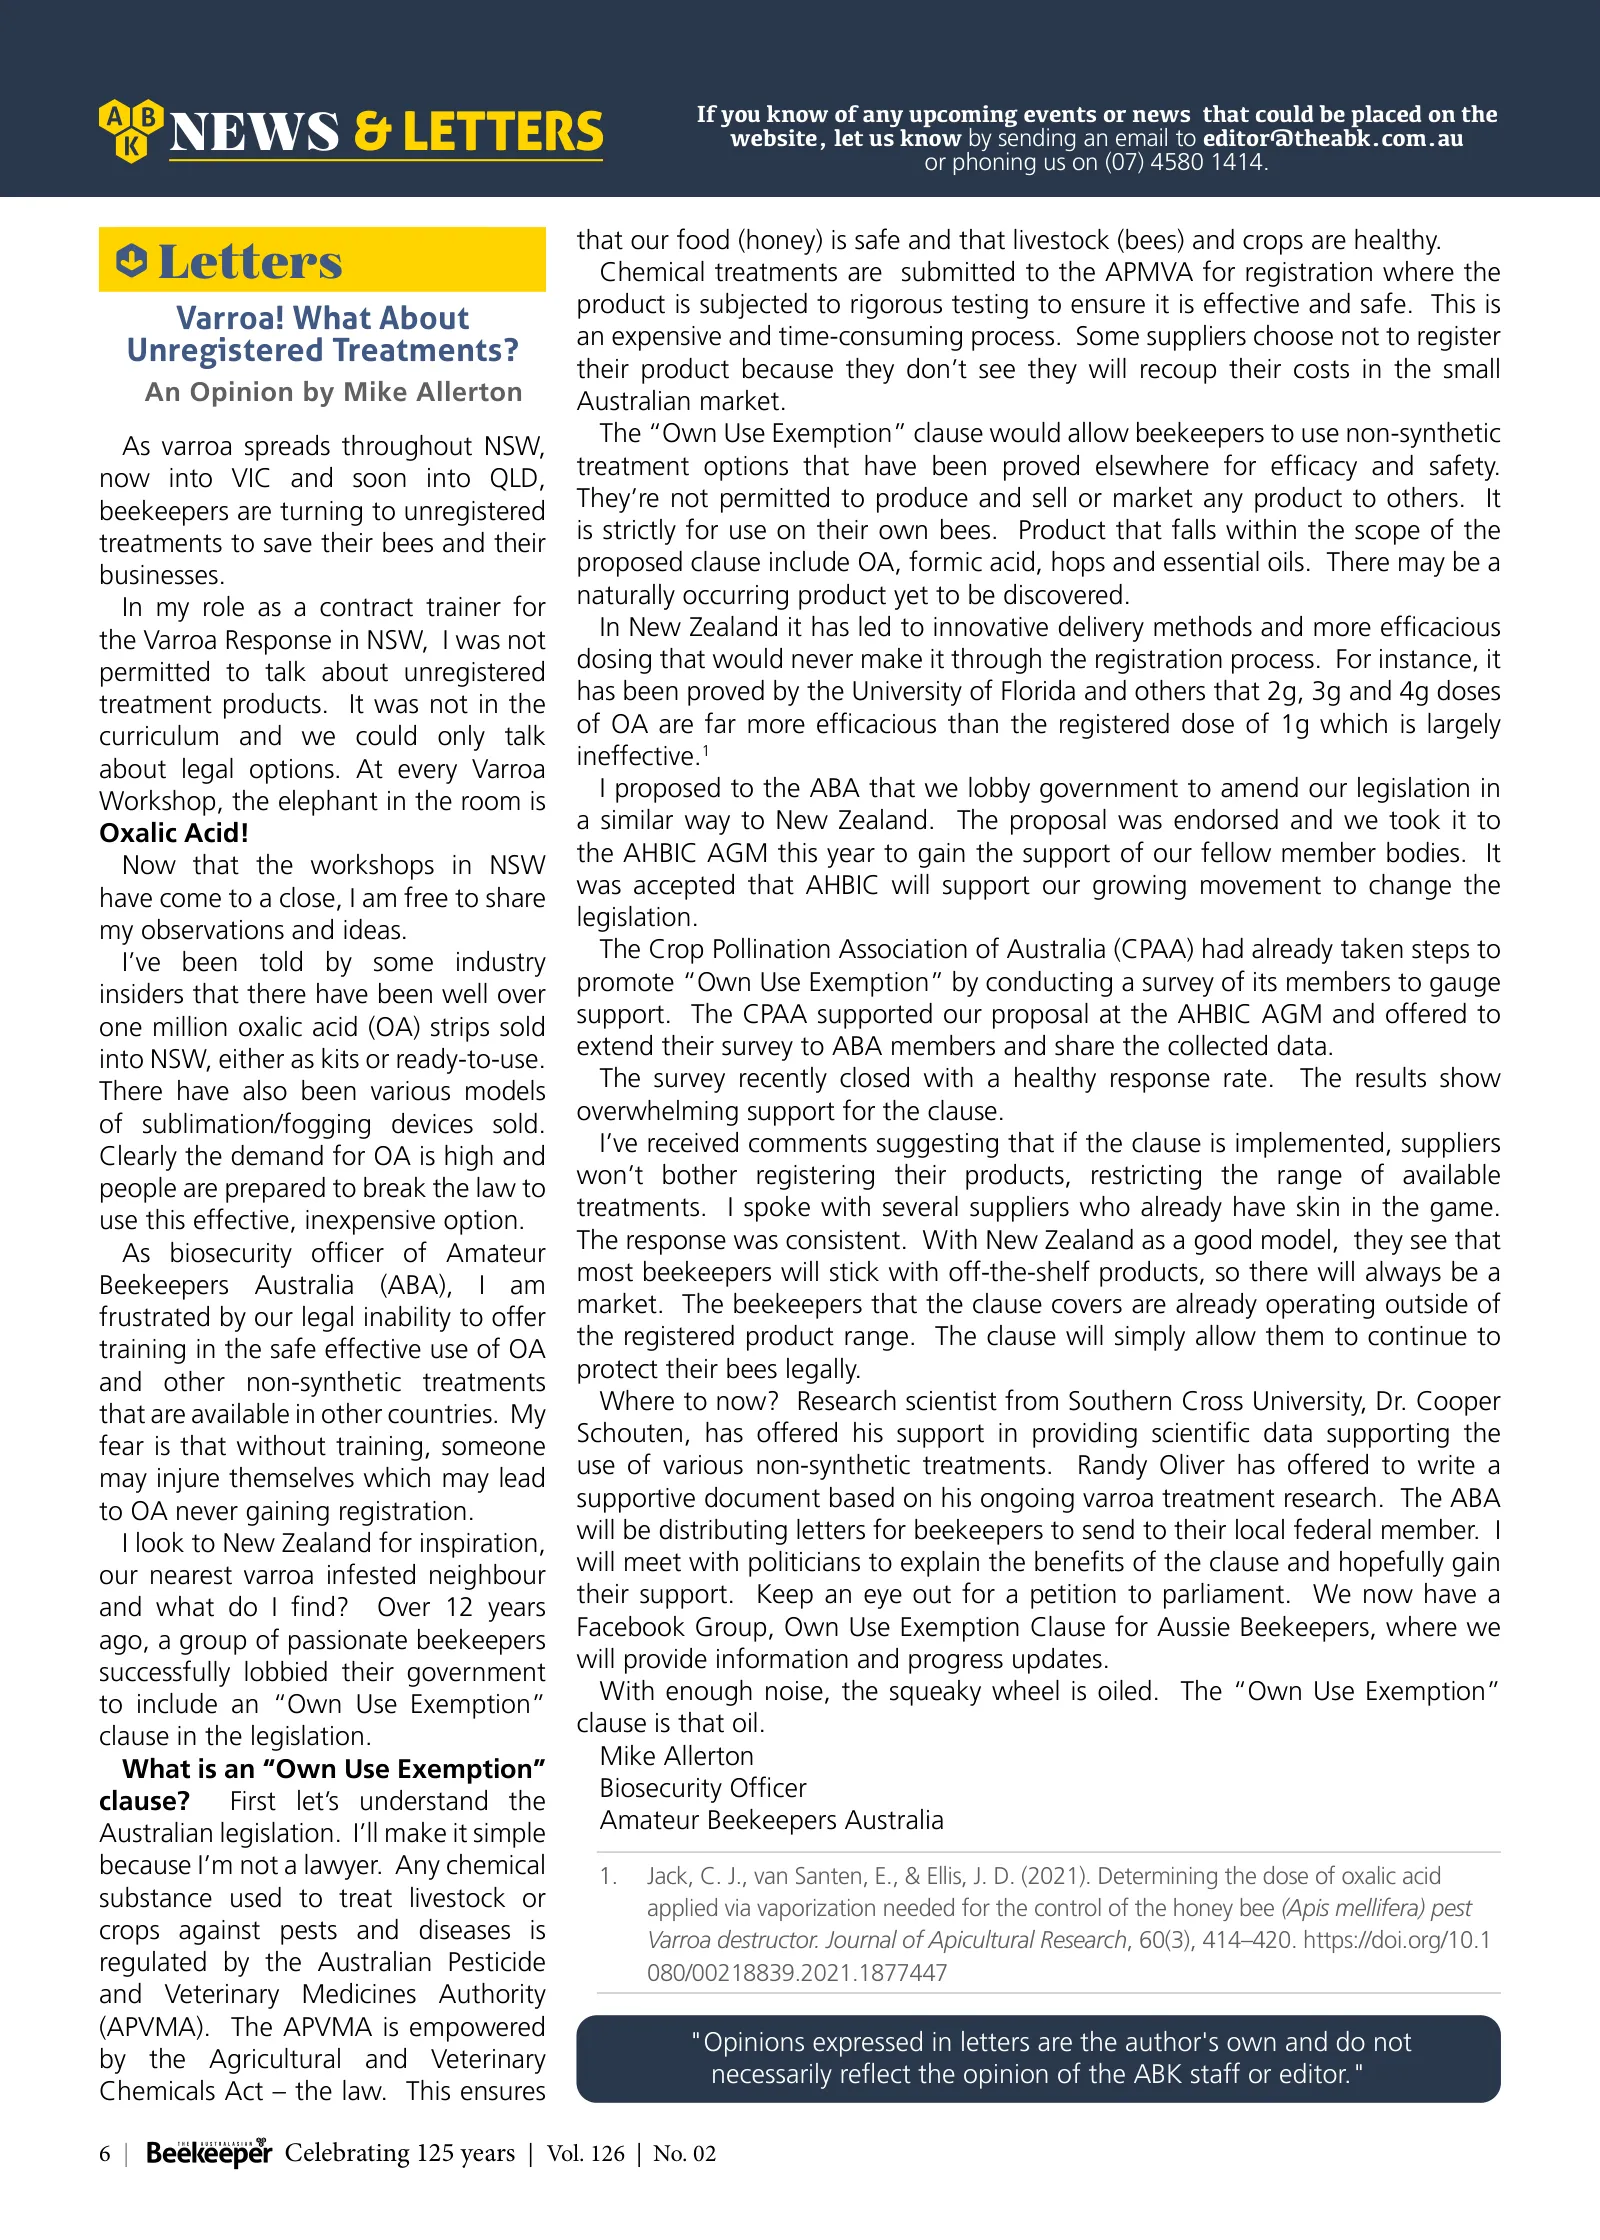 A B K NEWS & LETTERS
If you know of any upcoming events or news  that could be placed on the
website, let us know by sending an email to editor@theabk.com.au
or phoning us on (07) 4580 1414.
Letters
Varroa! What About
Unregistered Treatments?
An Opinion by Mike Allerton
As varroa spreads throughout NSW,
now into VIC and soon into QLD,
beekeepers are turning to unregistered
treatments to save their bees and their
businesses.
In my role as a contract trainer for
the Varroa Response in NSW,  I was not
permitted to talk about unregistered
treatment products.  It was not in the
curriculum and we could only talk
about legal options. At every Varroa
Workshop, the elephant in the room is
Oxalic Acid!
Now that the workshops in NSW
have come to a close, I am free to share
my observations and ideas.
I've been told by some industry
insiders that there have been well over
one million oxalic acid (OA) strips sold
into NSW, either as kits or ready-to-use.
There have also been various models
of sublimation/fogging devices sold.
Clearly the demand for OA is high and
people are prepared to break the law to
use this effective, inexpensive option.
As biosecurity officer of Amateur
Beekeepers Australia (ABA), I am
frustrated by our legal inability to offer
training in the safe effective use of OA
and other non-synthetic treatments
that are available in other countries.  My
fear is that without training, someone
may injure themselves which may lead
to OA never gaining registration.
I look to New Zealand for inspiration,
our nearest varroa infested neighbour
and what do I find?  Over 12 years
ago, a group of passionate beekeepers
successfully lobbied their government
to include an “Own Use Exemption”
clause in the legislation.
What is an “Own Use Exemption”
clause?  First let's understand the
Australian legislation.  I'll make it simple
because I'm not a lawyer.  Any chemical
substance used to treat livestock or
crops against pests and diseases is
regulated by the Australian Pesticide
and Veterinary Medicines Authority
(APVMA).  The APVMA is empowered
by the Agricultural and Veterinary
Chemicals Act – the law.  This ensures
that our food (honey) is safe and that livestock (bees) and crops are healthy.
Chemical treatments are  submitted to the APMVA for registration where the
product is subjected to rigorous testing to ensure it is effective and safe.  This is
an expensive and time-consuming process.  Some suppliers choose not to register
their product because they don't see they will recoup their costs in the small
Australian market.
The “Own Use Exemption” clause would allow beekeepers to use non-synthetic
treatment options that have been proved elsewhere for efficacy and safety.
They're not permitted to produce and sell or market any product to others.  It
is strictly for use on their own bees.  Product that falls within the scope of the
proposed clause include OA, formic acid, hops and essential oils.  There may be a
naturally occurring product yet to be discovered.
In New Zealand it has led to innovative delivery methods and more efficacious
dosing that would never make it through the registration process.  For instance, it
has been proved by the University of Florida and others that 2g, 3g and 4g doses
of OA are far more efficacious than the registered dose of 1g which is largely
ineffective.1
I proposed to the ABA that we lobby government to amend our legislation in
a similar way to New Zealand.  The proposal was endorsed and we took it to
the AHBIC AGM this year to gain the support of our fellow member bodies.  It
was accepted that AHBIC will support our growing movement to change the
legislation.
The Crop Pollination Association of Australia (CPAA) had already taken steps to
promote “Own Use Exemption” by conducting a survey of its members to gauge
support.  The CPAA supported our proposal at the AHBIC AGM and offered to
extend their survey to ABA members and share the collected data.
The survey recently closed with a healthy response rate.  The results show
overwhelming support for the clause.
I've received comments suggesting that if the clause is implemented, suppliers
won't bother registering their products, restricting the range of available
treatments.  I spoke with several suppliers who already have skin in the game.
The response was consistent.  With New Zealand as a good model,  they see that
most beekeepers will stick with off-the-shelf products, so there will always be a
market.  The beekeepers that the clause covers are already operating outside of
the registered product range.  The clause will simply allow them to continue to
protect their bees legally.
Where to now?  Research scientist from Southern Cross University, Dr. Cooper
Schouten, has offered his support in providing scientific data supporting the
use of various non-synthetic treatments.  Randy Oliver has offered to write a
supportive document based on his ongoing varroa treatment research.  The ABA
will be distributing letters for beekeepers to send to their local federal member.  I
will meet with politicians to explain the benefits of the clause and hopefully gain
their support.  Keep an eye out for a petition to parliament.  We now have a
Facebook Group, Own Use Exemption Clause for Aussie Beekeepers, where we
will provide information and progress updates.
With enough noise, the squeaky wheel is oiled.  The “Own Use Exemption”
clause is that oil.
Mike Allerton
Biosecurity Officer
Amateur Beekeepers Australia
1. Jack, C. J., van Santen, E., & Ellis, J. D. (2021). Determining the dose of oxalic acid
applied via vaporization needed for the control of the honey bee (Apis mellifera) pest
Varroa destructor. Journal of Apicultural Research, 60(3), 414–420. https://doi.org/10.1
080/00218839.2021.1877447
"Opinions expressed in letters are the author's own and do not
necessarily reflect the opinion of the ABK staff or editor."
6 | THE AUSTRALASIAN Beekeeper Celebrating 125 years | Vol. 126 | No. 02